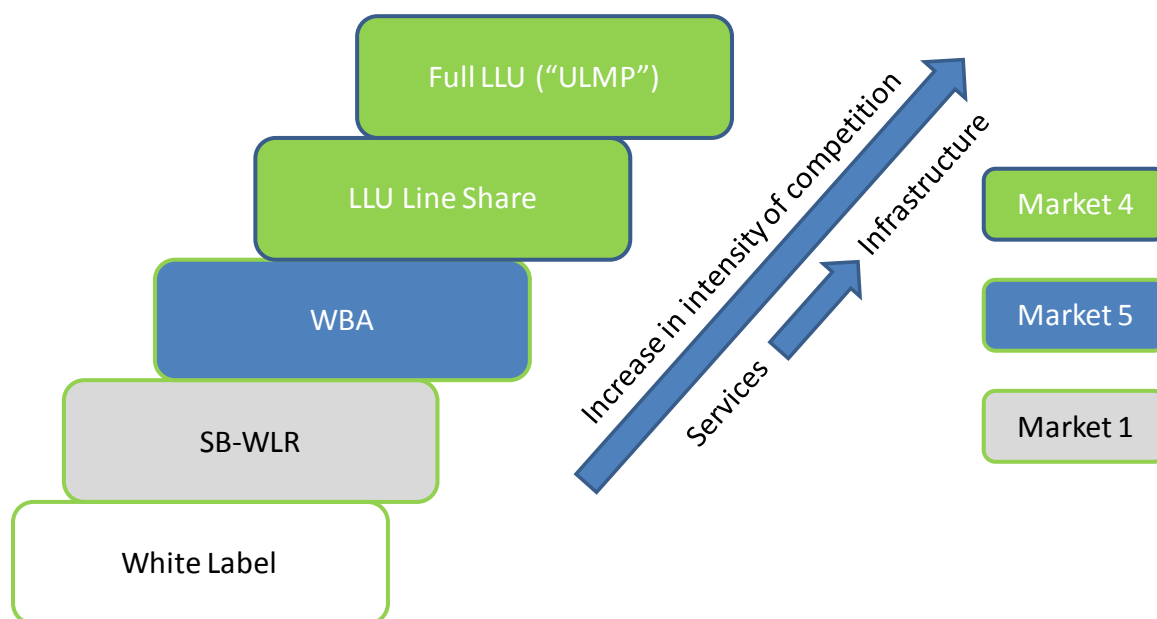 Full LLU (“ULMP”)
LLU Line Share
WBA
SB-WLR
White Label
Increase in intensity of competition
Services
Infrastructure
Market 4
Market 5
Market 1